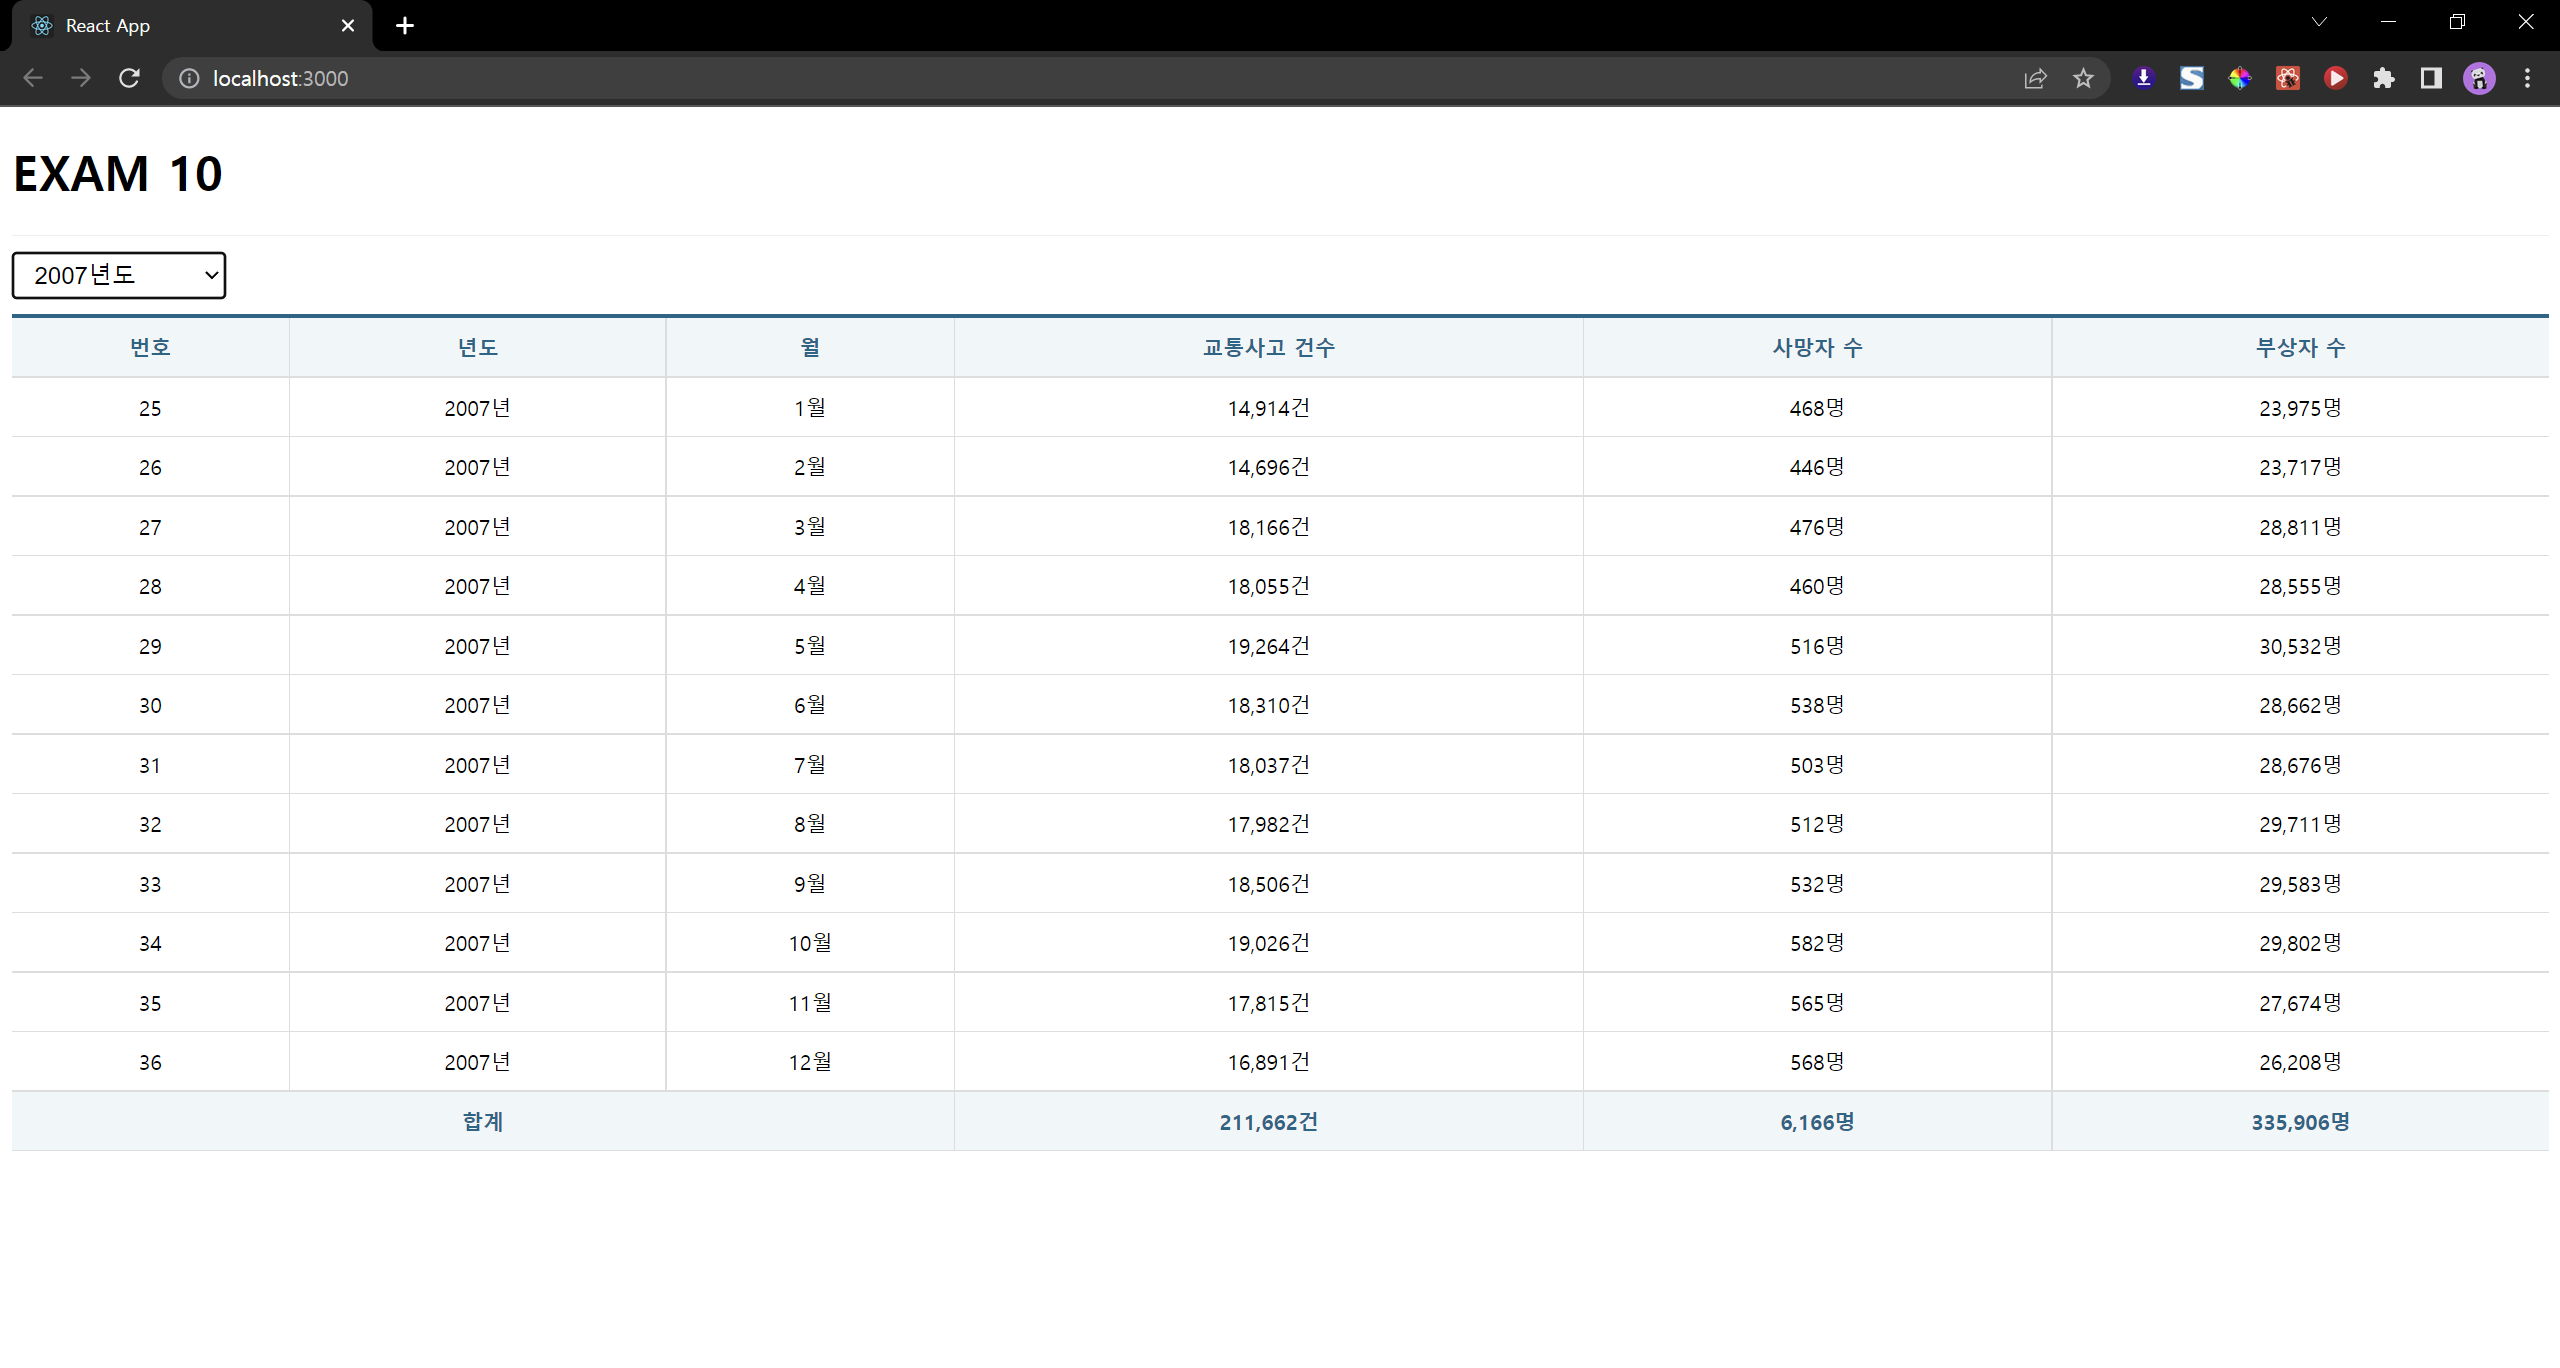 React App
localhost:3000
EXAM 10
2007년도
번호 년도 월 교통사고 건수 사망자 수 부상자 수
25 2007년 1월 14,914건 468명 23,975명
26 2007년 2월 14,696건 446명 23,717명
27 2007년 3월 18,166건 476명 28,811명
28 2007년 4월 18,055건 460명 28,555명
29 2007년 5월 19,264건 516명 30,532명
30 2007년 6월 18,310건 538명 28,662명
31 2007년 7월 18,037건 503명 28,676명
32 2007년 8월 17,982건 512명 29,711명
33 2007년 9월 18,506건 532명 29,583명
34 2007년 10월 19,026건 582명 29,802명
35 2007년 11월 17,815건 565명 27,674명
36 2007년 12월 16,891건 568명 26,208명
합계 211,662건 6,166명 335,906명